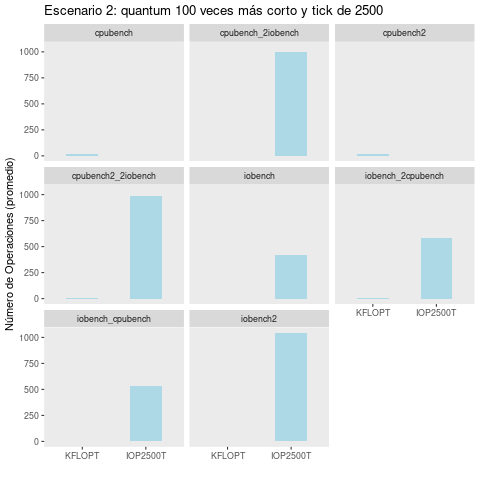 Escenario 2: quantum 100 veces más corto y tick de 2500
Número de Operaciones (promedio)
cpubench
cpubench_2iobench
cpubench2
1000
750
500
250
0
cpubench2_2iobench
iobench
iobench_2cpubench
1000
750
500
250
0
KFLOPT
IOP2500T
iobench_cpubench
iobench2
1000
750
500
250
0
KFLOPT
IOP2500T
KFLOPT
IOP2500T